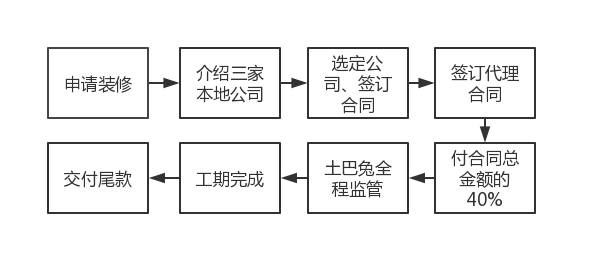 申请装修
介绍三家
本地公司
选定公
司、签订
合同
签订代理
合同
付合同总
金额的
40%
土巴兔全
程监管
工期完成
交付尾款